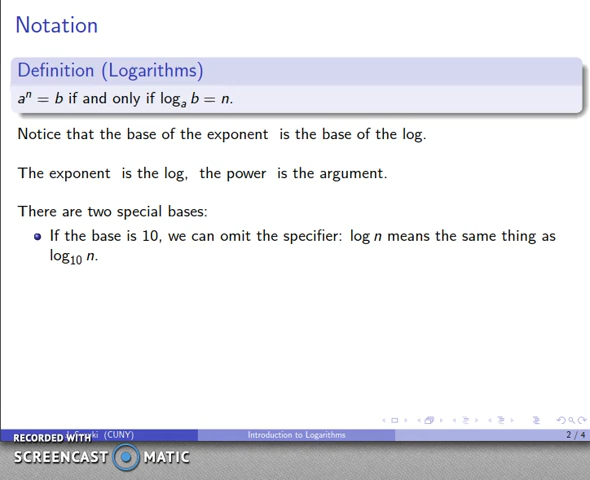 Notation
Definition (Logarithms)
aⁿ = b if and only if logₐ b = n.
Notice that the base of the exponent is the base of the log.
The exponent is the log, the power is the argument.
There are two special bases:
If the base is 10, we can omit the specifier: log n means the same thing as
log₁₀ n.
(CUNY)
Introduction to Logarithms
2 / 4
RECORDED WITH
SCREENCAST MATIC